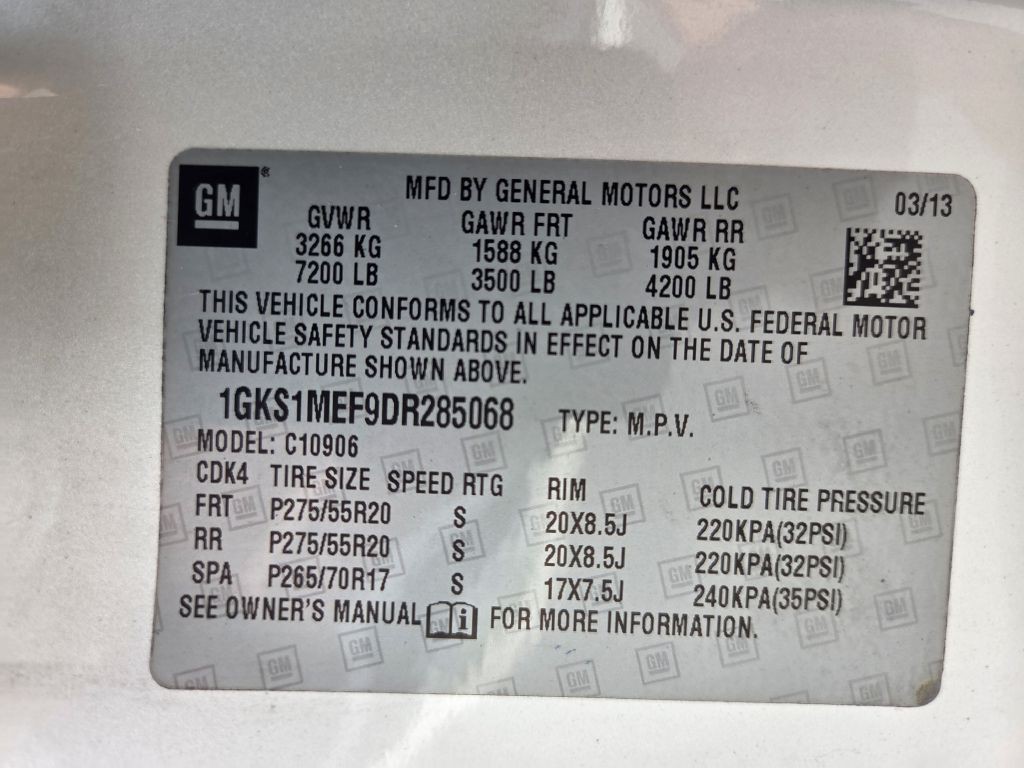 GM®
MFD BY GENERAL MOTORS LLC 03/13
GVWR GAWR FRT GAWR RR
3266 KG 1588 KG 1905 KG
7200 LB 3500 LB 4200 LB
THIS VEHICLE CONFORMS TO ALL APPLICABLE U.S. FEDERAL MOTOR
VEHICLE SAFETY STANDARDS IN EFFECT ON THE DATE OF
MANUFACTURE SHOWN ABOVE.
1GKS1MEF9DR285068 TYPE: M.P.V.
MODEL: C10906
CDK4 TIRE SIZE SPEED RTG RIM COLD TIRE PRESSURE
FRT P275/55R20 S 20X8.5J 220KPA(32PSI)
RR P275/55R20 S 20X8.5J 220KPA(32PSI)
SPA P265/70R17 S 17X7.5J 240KPA(35PSI)
SEE OWNER'S MANUAL i FOR MORE INFORMATION.